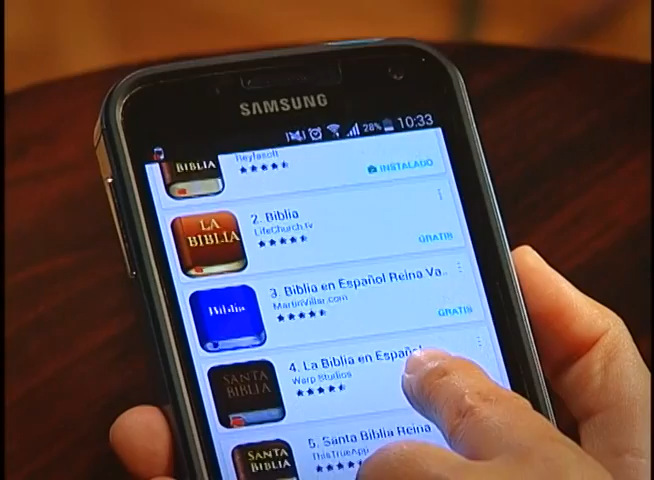 SAMSUNG
28% 10:33
BIBLIA
Reylasoft
INSTALADO
LA BIBLIA
2. Biblia
LifeChurch.tv
GRATIS
Biblia
3. Biblia en Español Reina Va..
MartinVillar.com
GRATIS
SANTA BIBLIA
4. La Biblia en Español
Warp Studios
SANTA BIBLIA
5. Santa Biblia Reina
ThisTrueApp